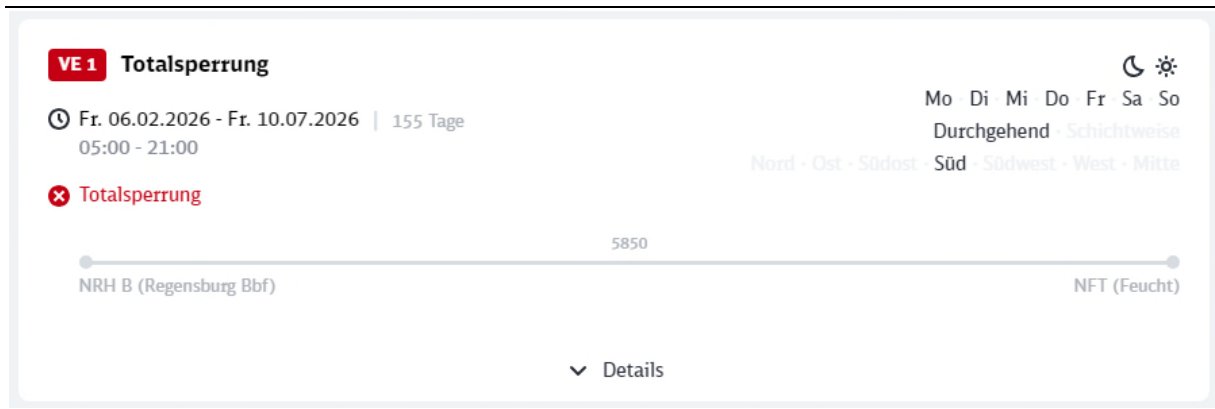 VE 1 Totalsperrung
Fr. 06.02.2026 - Fr. 10.07.2026 | 155 Tage
05:00 - 21:00
Mo · Di · Mi · Do · Fr · Sa · So
Durchgehend · Schichtweise
Nord · Ost · Südost · Süd · Südwest · West · Mitte
Totalsperrung
5850
NRH B (Regensburg Bbf)
NFT (Feucht)
Details